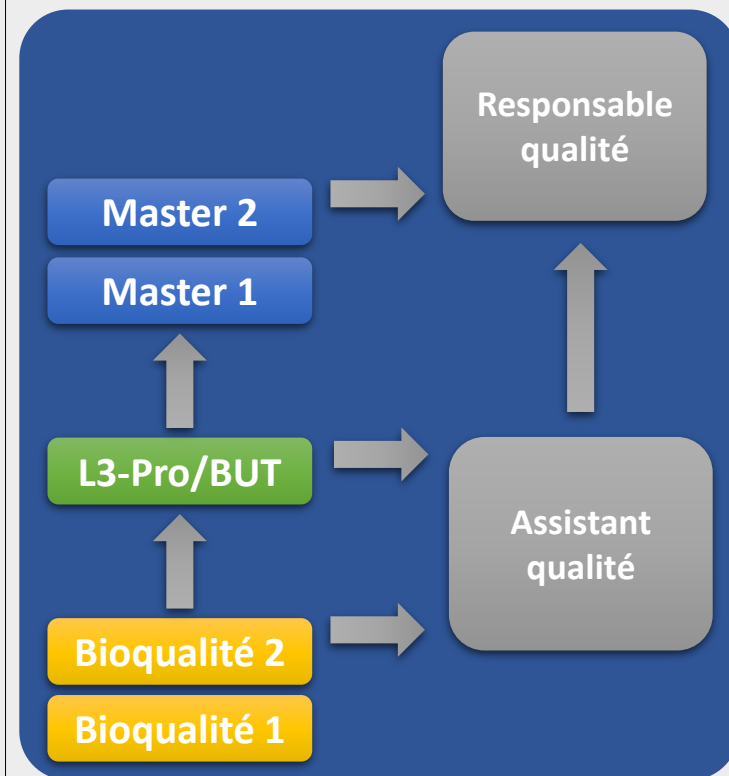 Responsable
qualité
Master 2
Master 1
L3-Pro/BUT
Assistant
qualité
Bioqualité 2
Bioqualité 1